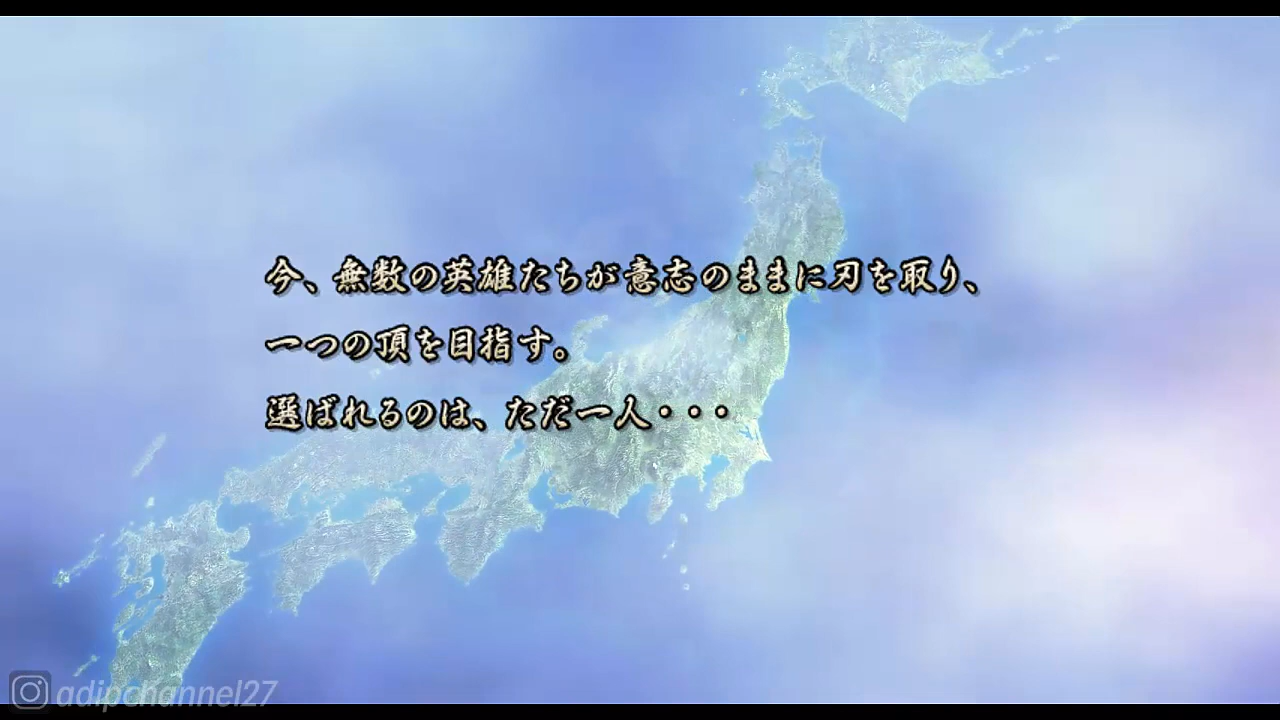 今、無数の英雄たちが意志のままに刃を取り、
一つの頂を目指す。
選ばれるのは、ただ一人・・・
adipchannel27